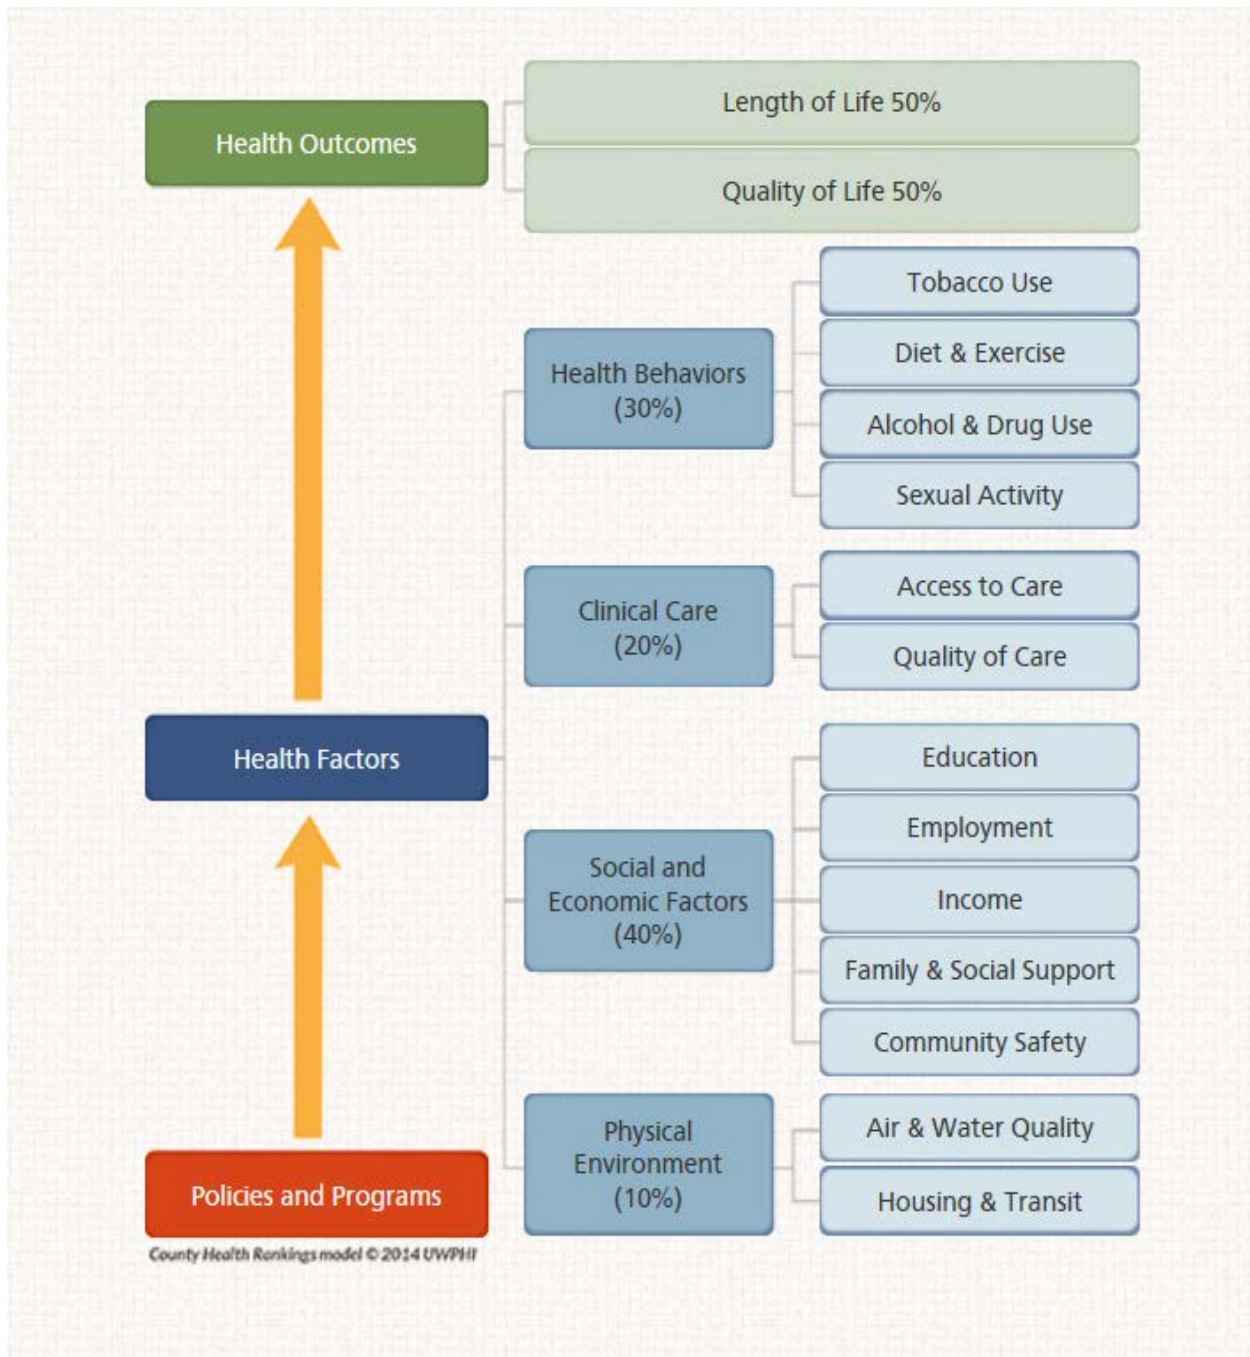 Health Outcomes
Length of Life 50%
Quality of Life 50%
Health Factors
Health Behaviors
(30%)
Tobacco Use
Diet & Exercise
Alcohol & Drug Use
Sexual Activity
Clinical Care
(20%)
Access to Care
Quality of Care
Social and
Economic Factors
(40%)
Education
Employment
Income
Family & Social Support
Community Safety
Physical
Environment
(10%)
Air & Water Quality
Housing & Transit
Policies and Programs
County Health Rankings model © 2014 UWPHI